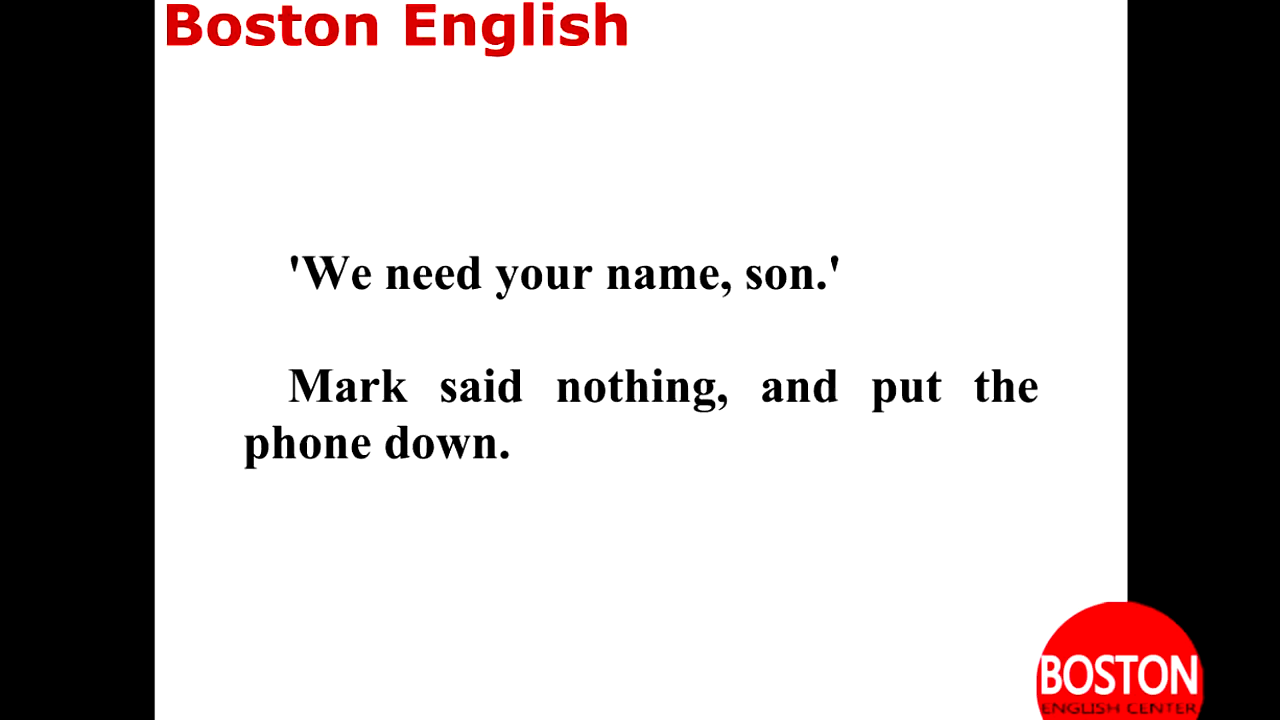 Boston English
'We need your name, son.'
Mark said nothing, and put the
phone down.
BOSTON
ENGLISH CENTER